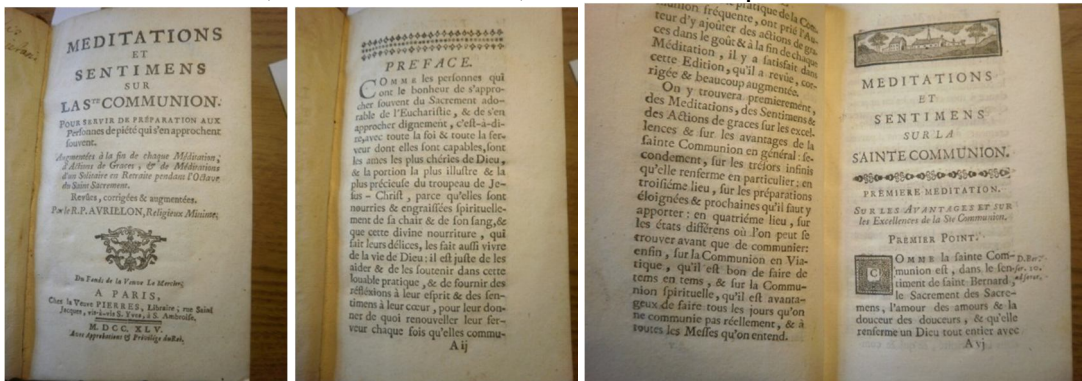 MEDITATIONS
ET
SENTIMENS
SUR
LA Ste COMMUNION.
POUR SERVIR DE PRÉPARATION AUX
Personnes de piété qui s'en approchent
souvent.
Augmentées à la fin de chaque Méditation,
d'Actions de Graces, & de Méditations
d'un Solitaire en Retraite pendant l'Octave
du Saint Sacrement.
Revûes, corrigées & augmentées.
Par le R. P. AVRILLON, Religieux Minime.
Du Fonds de la Veuve Le Mercier,
A PARIS,
Chez la Veuve PIERRES, Libraire, rue Saint
Jacques, vis-à-vis S. Yves, à S. Ambroise.
M. DCC. XLV.
Avec Approbations & Privilége du Roi.
PREFACE.
COMME les personnes qui
ont le bonheur de s'appro-
cher souvent du Sacrement ado-
rable de l'Eucharistie, & de s'en
approcher dignement, c'est-à-di-
re, avec toute la foi & toute la fer-
veur dont elles sont capables, sont
les ames les plus chéries de Dieu,
& la portion la plus illustre & la
plus précieuse du troupeau de Je-
sus-Christ, parce qu'elles sont
nourries & engraissées spirituelle-
ment de sa chair & de son sang, &
que cette divine nourriture, qui
fait leurs délices, les fait aussi vivre
de la vie de Dieu: il est juste de les
aider & de les soutenir dans cette
louable pratique, & de fournir des
réfléxions à leur esprit & des sen-
timens à leur cœur, pour leur don-
ner de quoi renouveller leur fer-
veur chaque fois qu'elles commu-
A ij
pratique de la Com-
munion fréquente, ont prié l'Au-
teur d'y ajoûter des actions de gra-
ces dans le goût & à la fin de chaque
Méditation, il y a satisfait dans
cette Edition, qu'il a revûe, cor-
rigée & beaucoup augmentée.
On y trouvera premierement,
des Meditations, des Sentimens &
des Actions de graces sur les excel-
lences & sur les avantages de la
sainte Communion en général: se-
condement, sur les trésors infinis
qu'elle renferme en particulier: en
troisiéme lieu, sur les préparations
éloignées & prochaines qu'il faut y
apporter: en quatriéme lieu, sur
les états différens où l'on peut se
trouver avant que de communier:
enfin, sur la Communion en Via-
tique, qu'il est bon de faire de
tems en tems, & sur la Commu-
nion spirituelle, qu'il est avanta-
geux de faire tous les jours qu'on
ne communie pas réellement, & à
toutes les Messes qu'on entend.
MEDITATIONS
ET
SENTIMENS
SUR LA
SAINTE COMMUNION.
PREMIERE MEDITATION.
SUR LES AVANTAGES ET SUR
les Excellences de la Ste Communion.
PREMIER POINT.
COMME la sainte Com-
munion est, dans le sen-
timent de saint Bernard,
le Sacrement des Sacre-
mens, l'amour des amours & la
douceur des douceurs, & qu'elle
renferme un Dieu tout entier avec
A vj